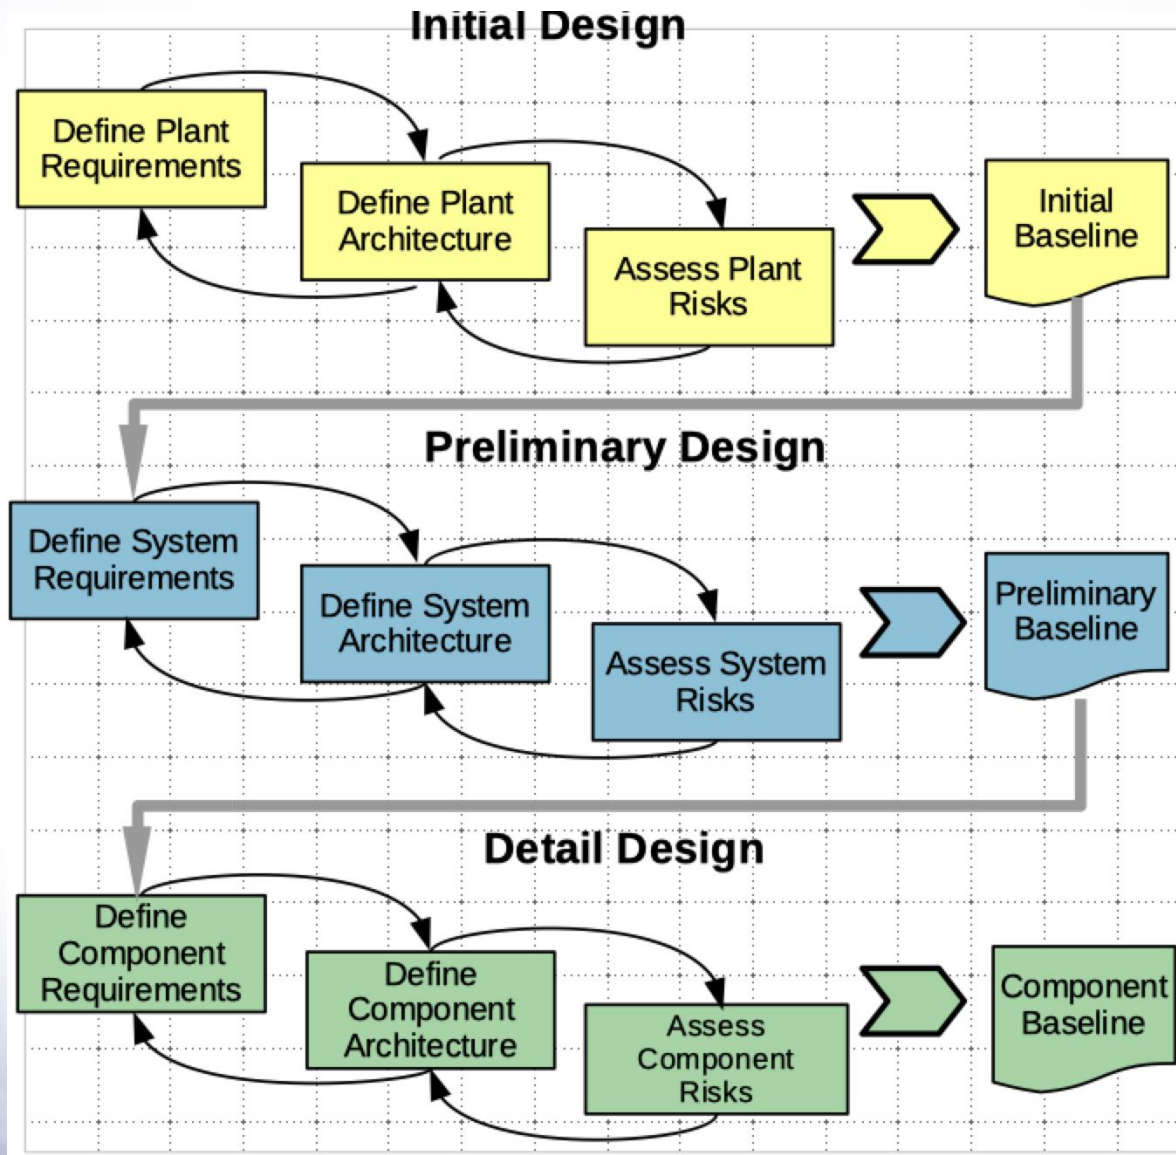 Initial Design
Define Plant
Requirements
Define Plant
Architecture
Assess Plant
Risks
Initial
Baseline
Preliminary Design
Define System
Requirements
Define System
Architecture
Assess System
Risks
Preliminary
Baseline
Detail Design
Define
Component
Requirements
Define
Component
Architecture
Assess
Component
Risks
Component
Baseline